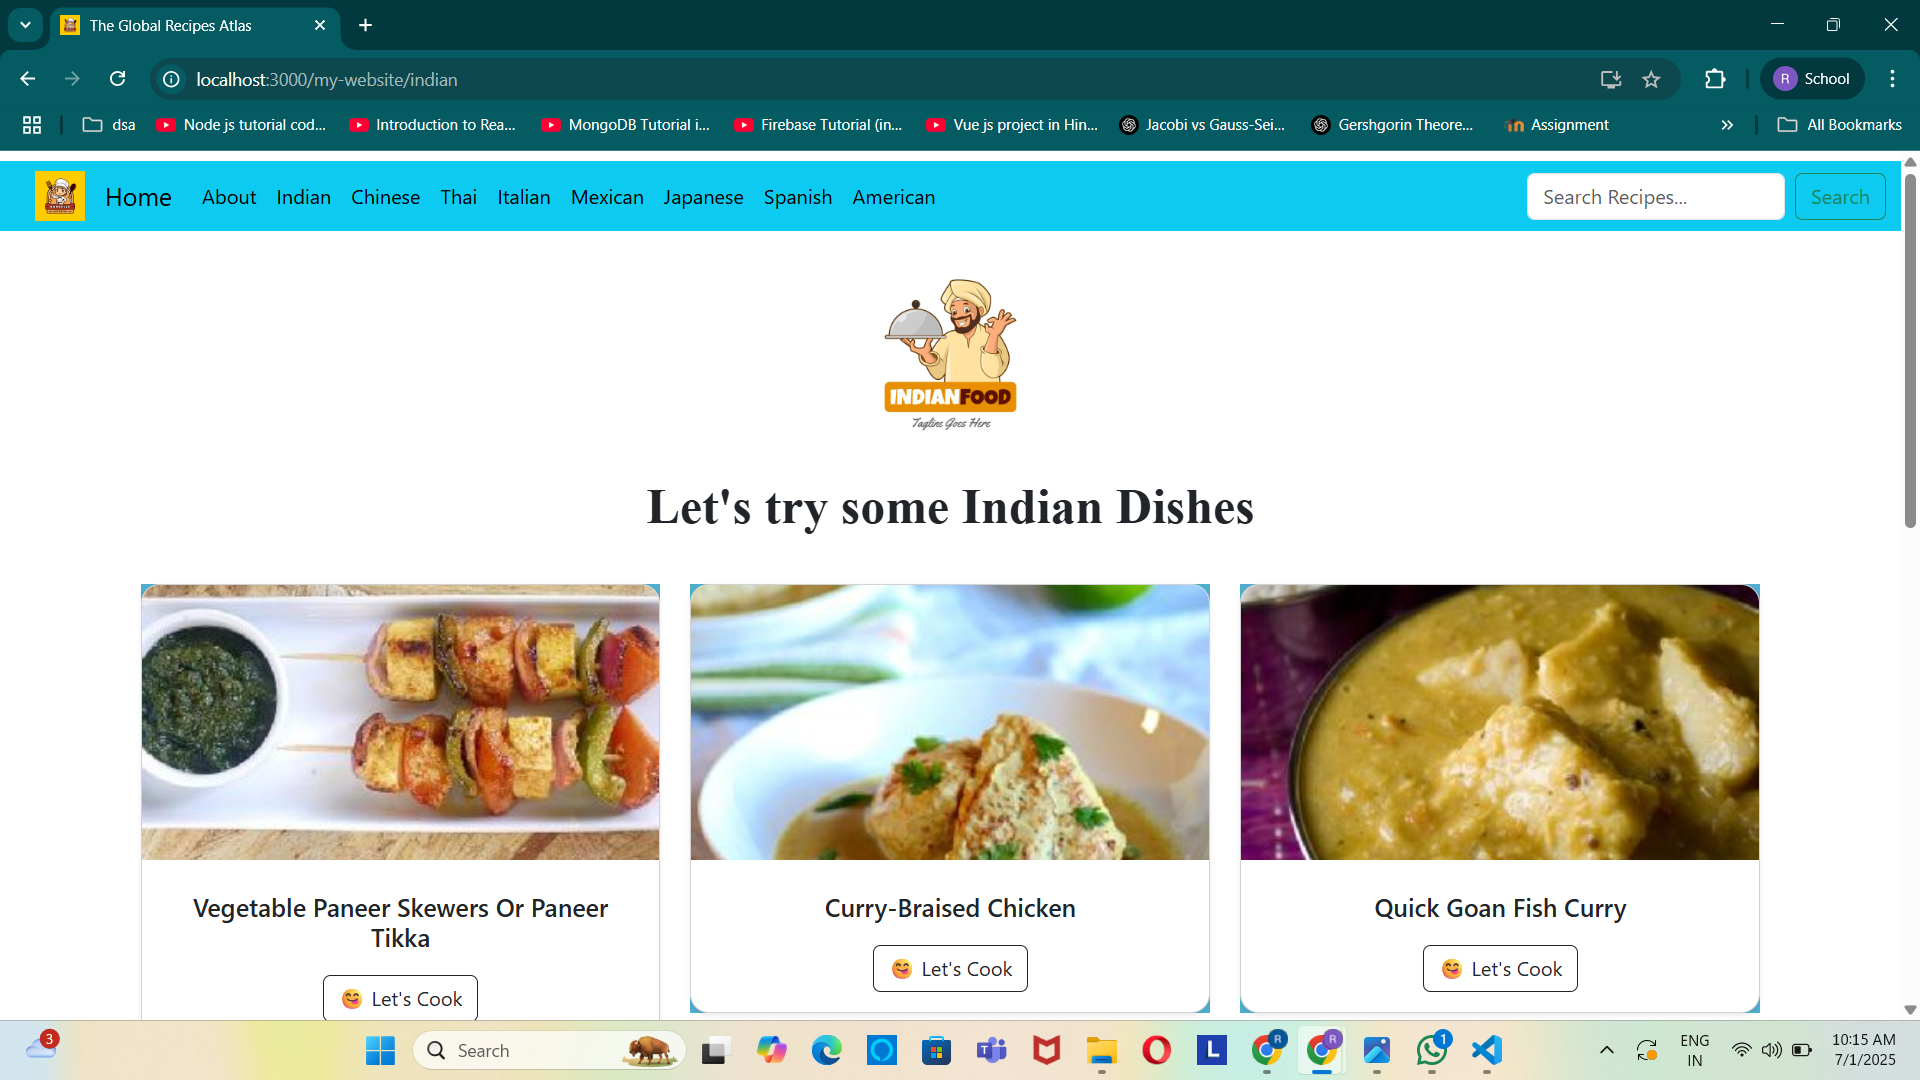 The Global Recipes Atlas
localhost:3000/my-website/indian
R School
dsa Node js tutorial cod... Introduction to Rea... MongoDB Tutorial i... Firebase Tutorial (in... Vue js project in Hin... Jacobi vs Gauss-Sei... Gershgorin Theore... Assignment All Bookmarks
Home About Indian Chinese Thai Italian Mexican Japanese Spanish American Search Recipes... Search
INDIANFOOD
Tagline Goes Here
Let's try some Indian Dishes
Vegetable Paneer Skewers Or Paneer
Tikka
Let's Cook
Curry-Braised Chicken
Let's Cook
Quick Goan Fish Curry
Let's Cook
3
Search
L
R
R
1
ENG
IN
10:15 AM
7/1/2025